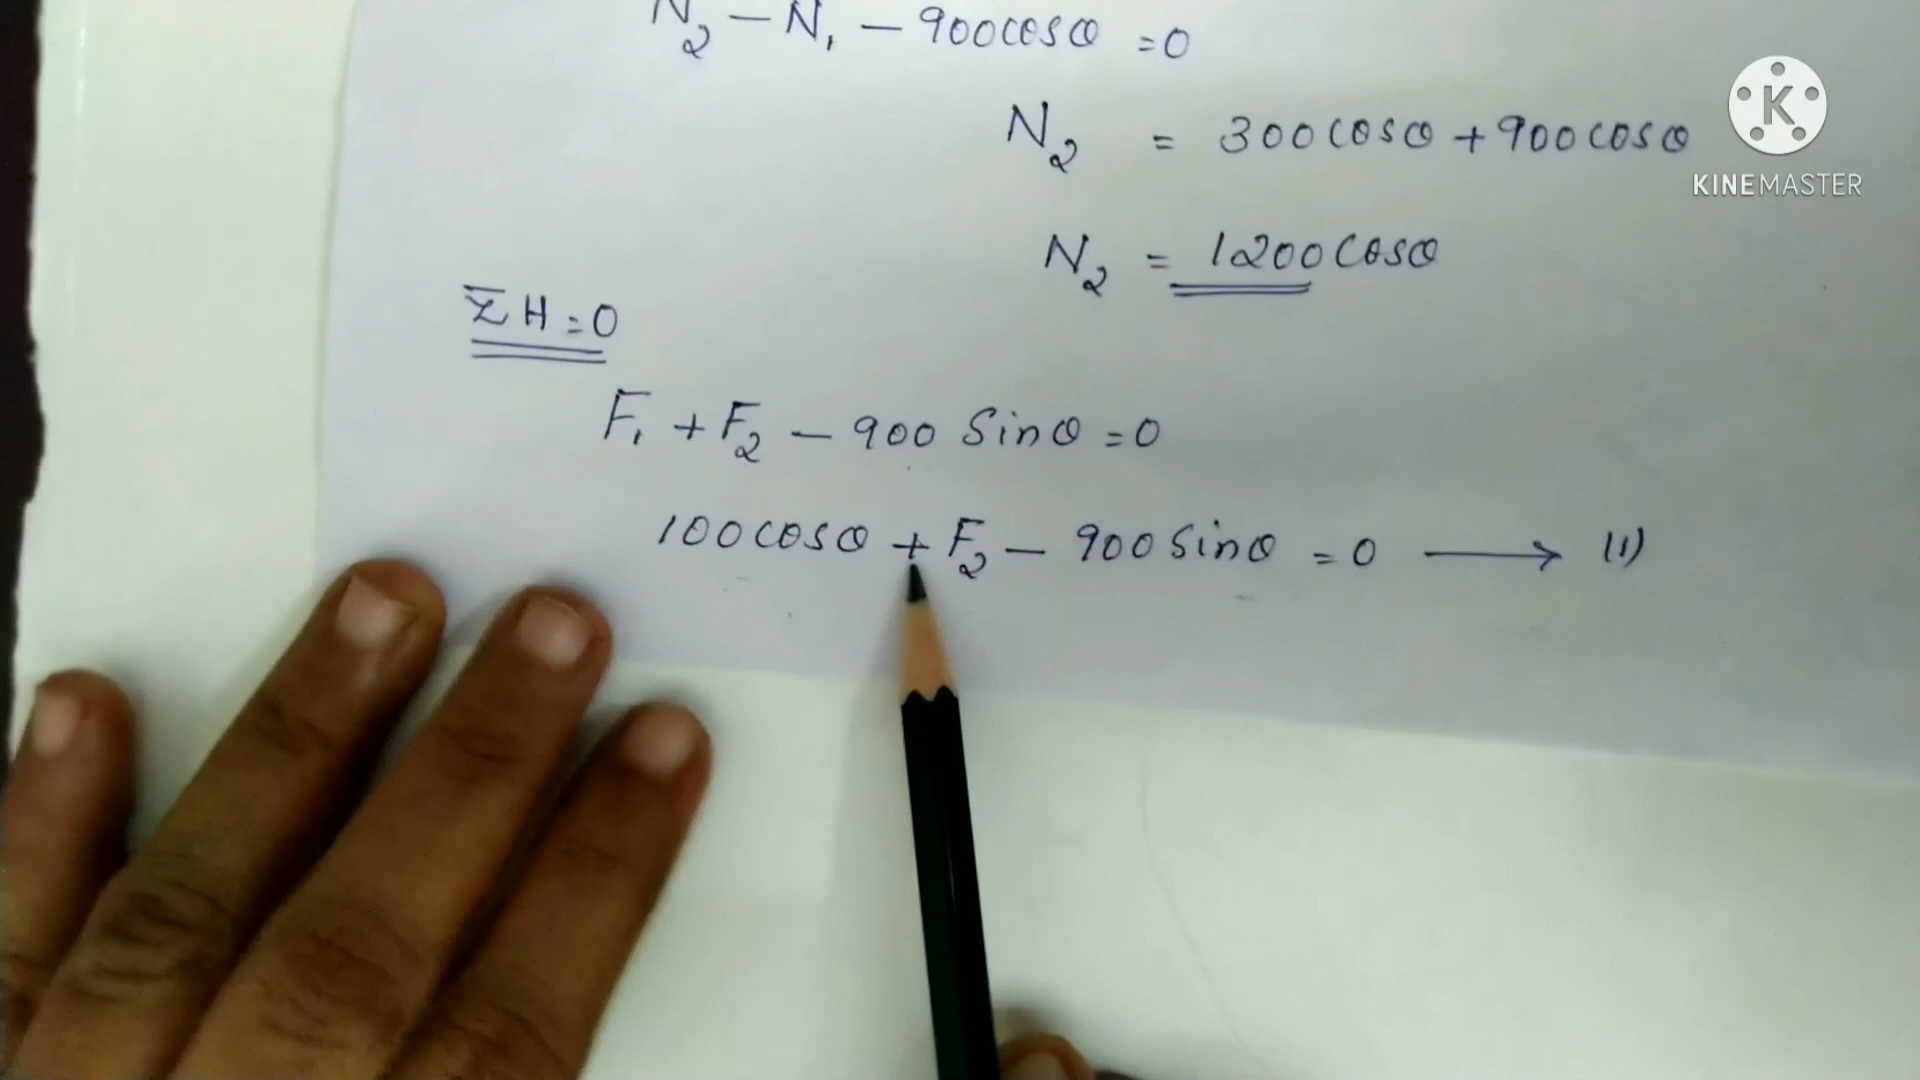 N₂ – N₁ – 900cosθ = 0
N₂ = 300cosθ + 900cosθ
K
KINEMASTER
N₂ = 1200cosθ
ΣH = 0
F₁ + F₂ – 900 Sinθ = 0
100cosθ + F₂ – 900 Sinθ = 0 → (1)